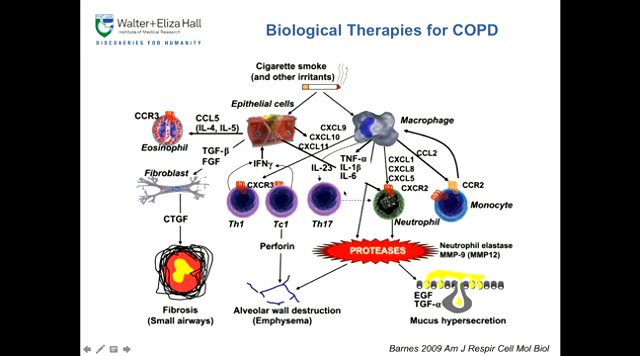 Walter+Eliza Hall
Institute of Medical Research
DISCOVERIES FOR HUMANITY
Biological Therapies for COPD
Cigarette smoke
(and other irritants)
Epithelial cells
Macrophage
CCR3
CCL5
(IL-4, IL-5)
Eosinophil
CXCL9
CXCL10
CXCL11
TGF-β
FGF
IFNγ
TNF-α
IL-1β
IL-6
IL-23
CXCL1
CXCL8
CXCL5
CXCR2
CCL2
CCR2
Fibroblast
CXCR3
Monocyte
Th1
Tc1
Th17
Neutrophil
CTGF
Perforin
PROTEASES
Neutrophil elastase
MMP-9 (MMP12)
EGF
TGF-α
Fibrosis
(Small airways)
Alveolar wall destruction
(Emphysema)
Mucus hypersecretion
Barnes 2009 Am J Respir Cell Mol Biol